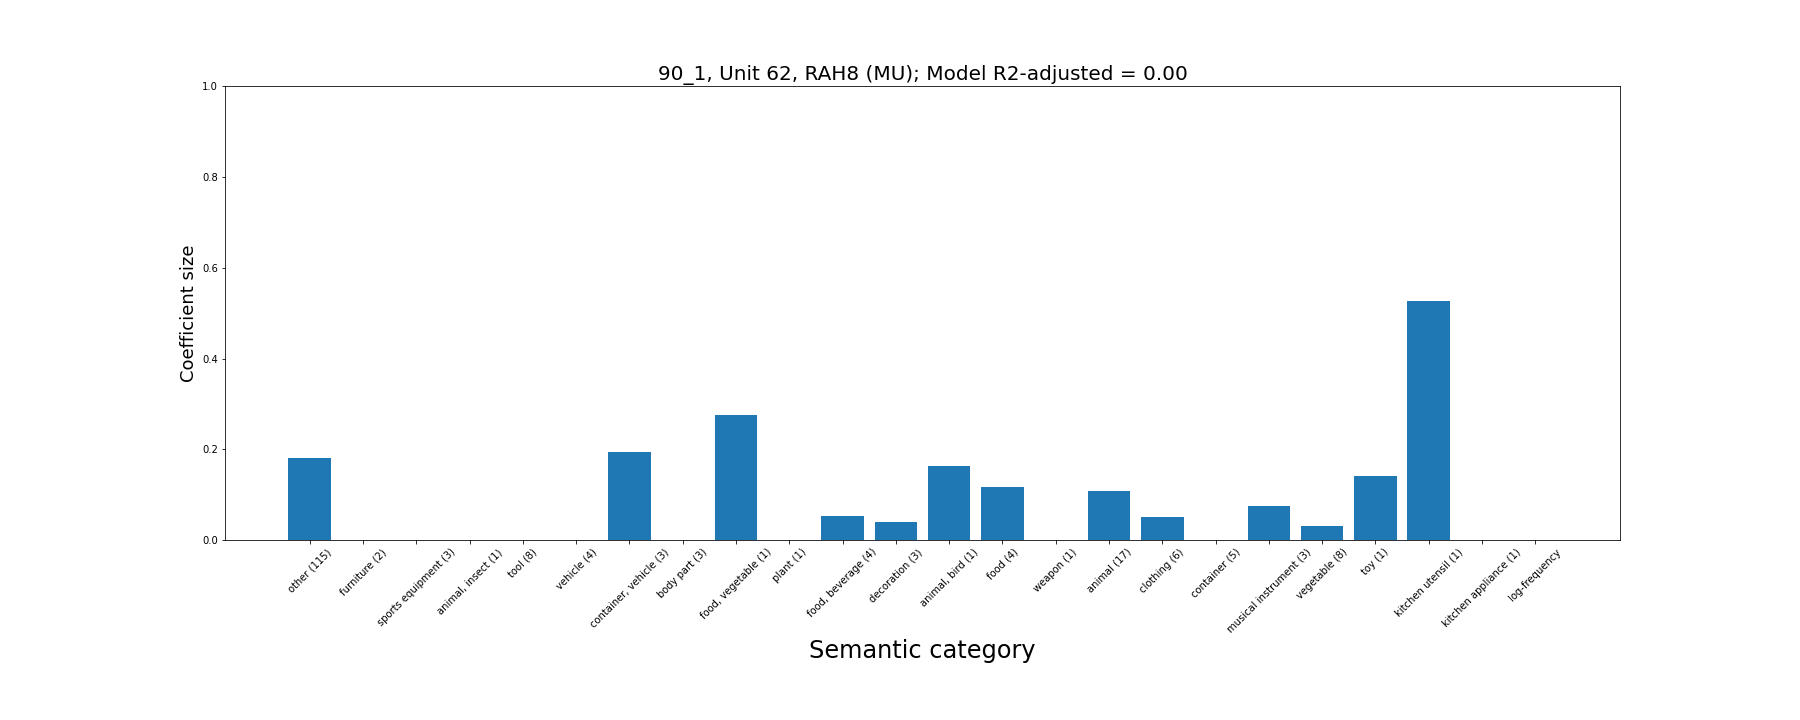 90_1, Unit 62, RAH8 (MU); Model R2-adjusted = 0.00
Coefficient size
1.0
0.8
0.6
0.4
0.2
0.0
other (115)
furniture (2)
sports equipment (3)
animal, insect (1)
tool (8)
vehicle (4)
container, vehicle (3)
body part (3)
food, vegetable (1)
plant (1)
food, beverage (4)
decoration (3)
animal, bird (1)
food (4)
weapon (1)
animal (17)
clothing (6)
container (5)
musical instrument (3)
vegetable (8)
toy (1)
kitchen utensil (1)
kitchen appliance (1)
log-frequency
Semantic category